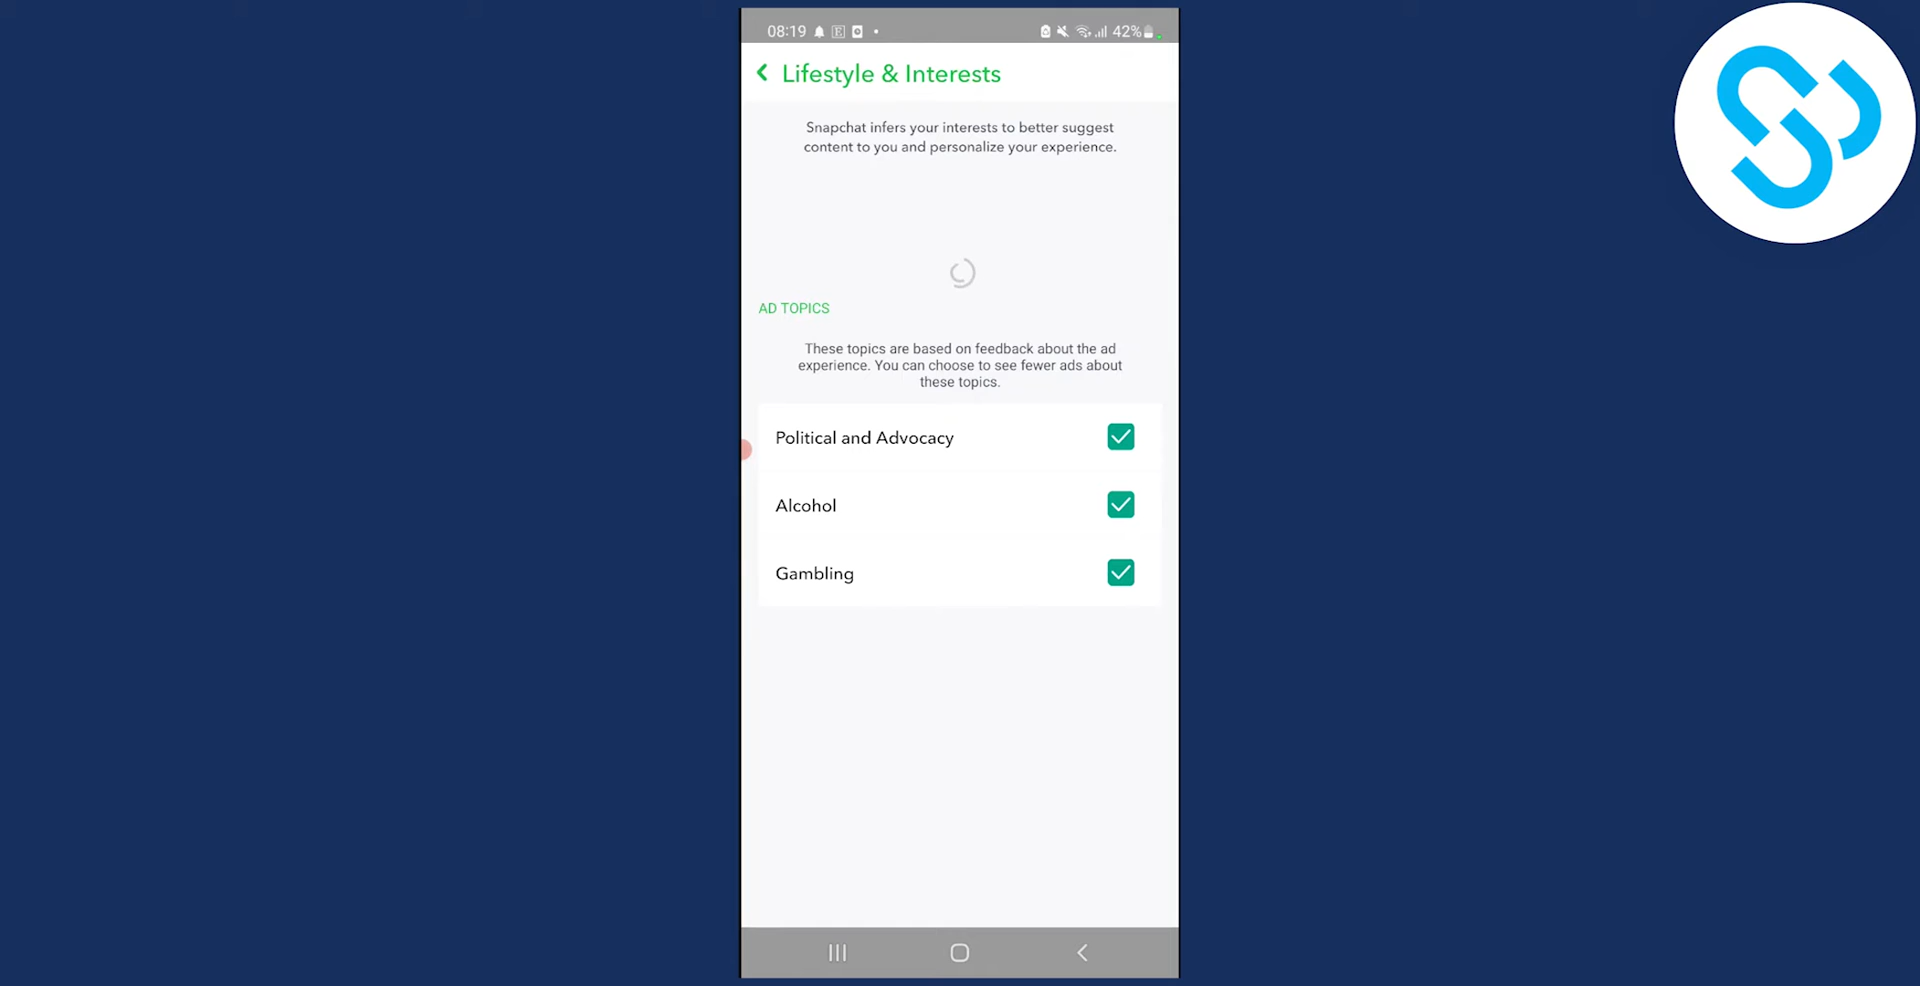 08:19
42%
Lifestyle & Interests
Snapchat infers your interests to better suggest
content to you and personalize your experience.
AD TOPICS
These topics are based on feedback about the ad
experience. You can choose to see fewer ads about
these topics.
Political and Advocacy
Alcohol
Gambling